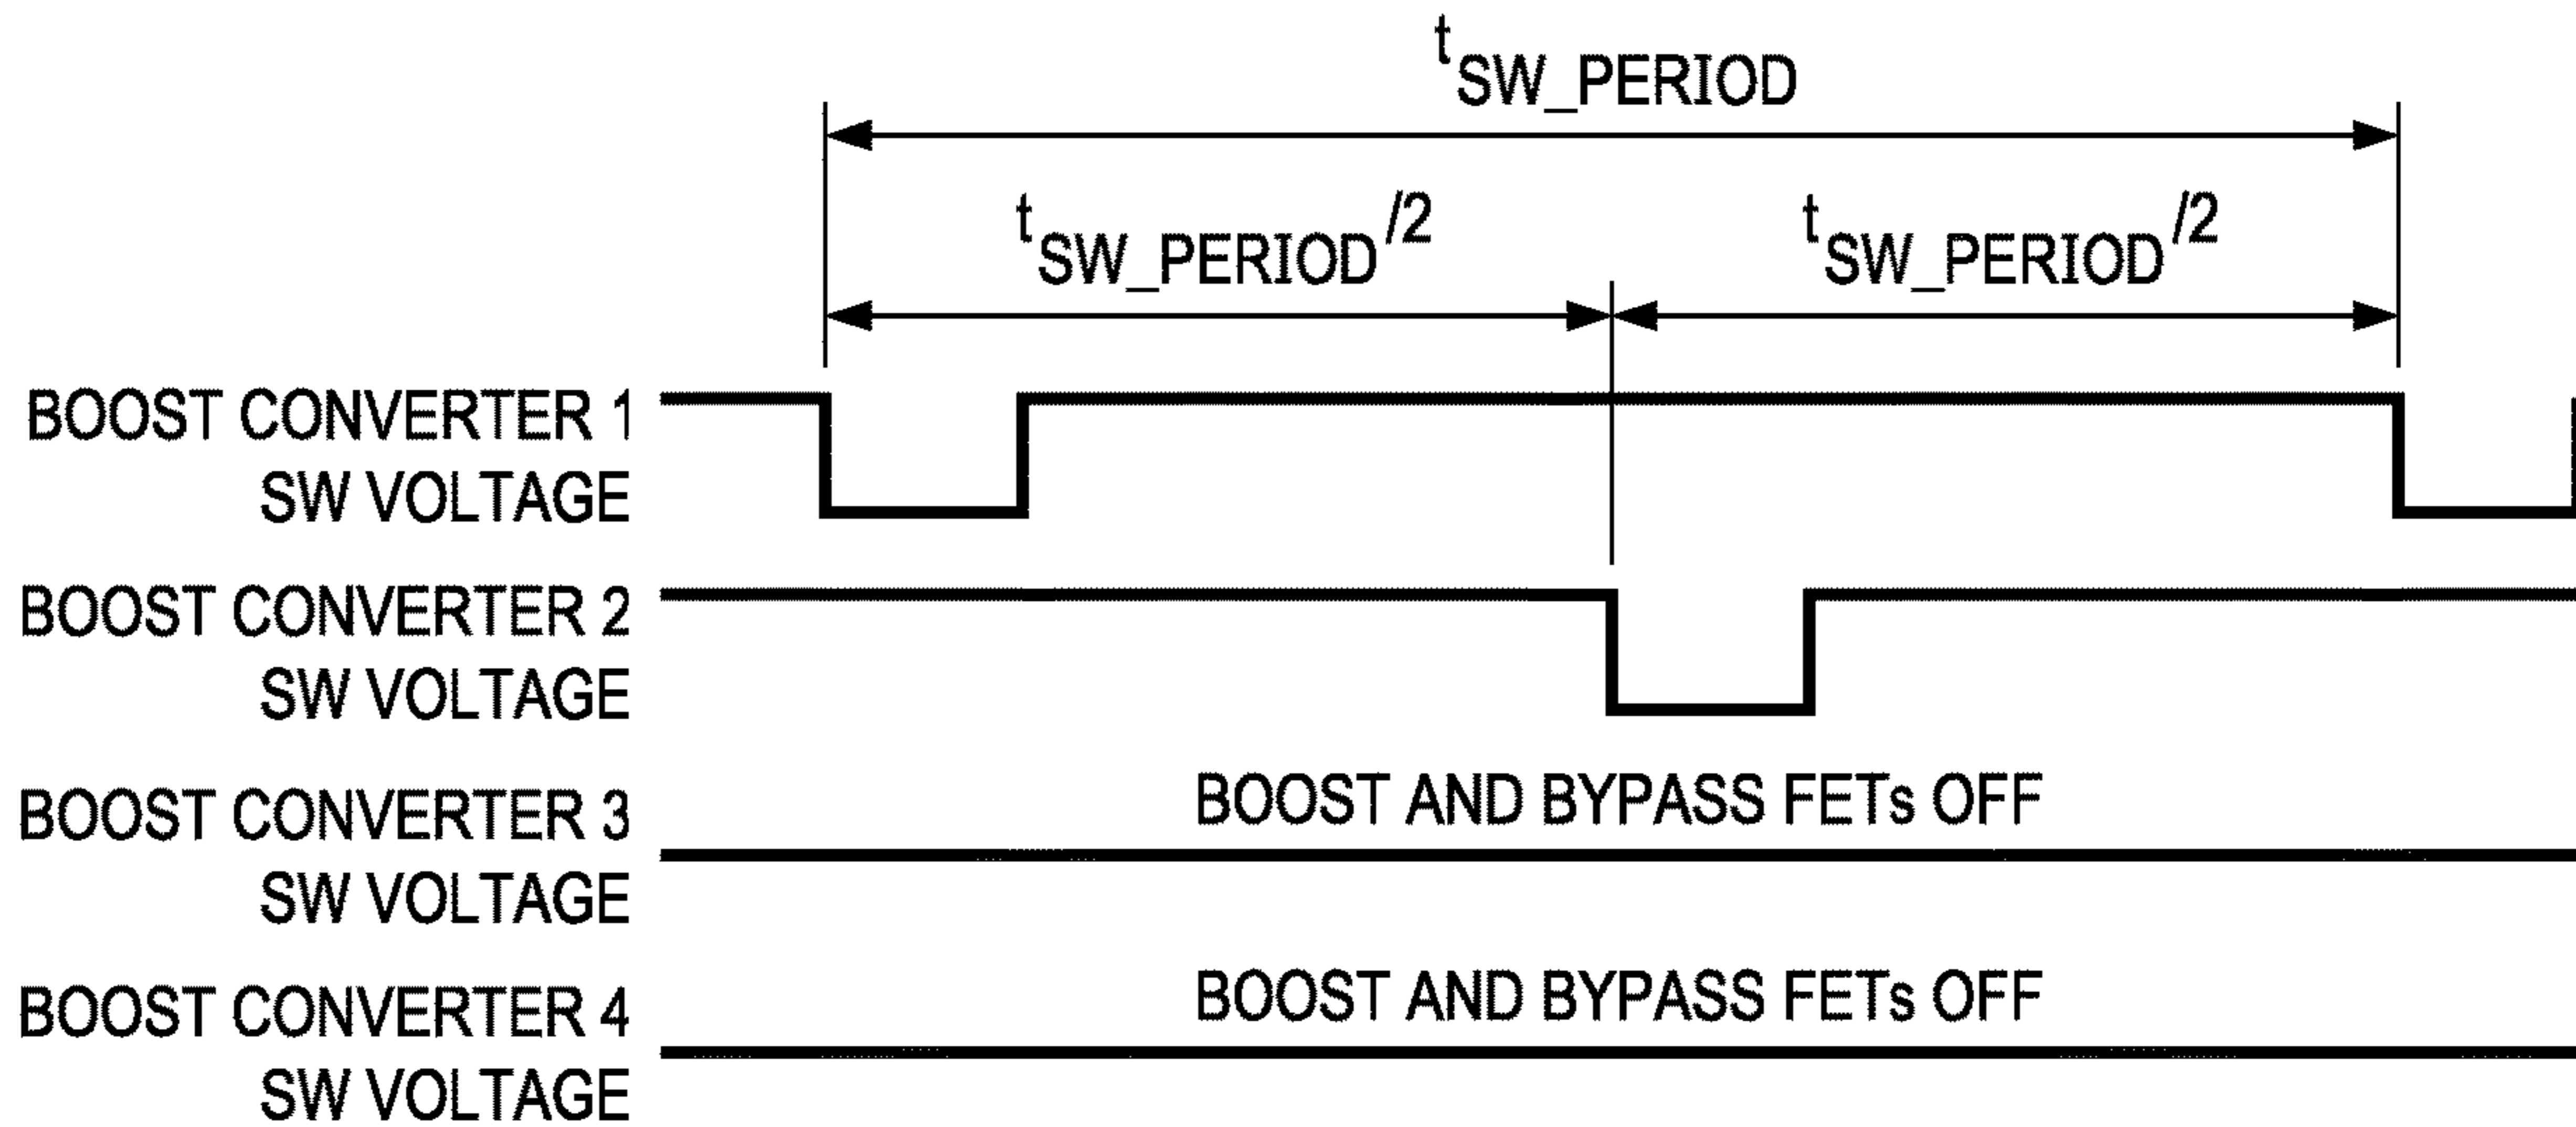 tSW_PERIOD
tSW_PERIOD/2
tSW_PERIOD/2
BOOST CONVERTER 1
SW VOLTAGE
BOOST CONVERTER 2
SW VOLTAGE
BOOST CONVERTER 3
SW VOLTAGE
BOOST AND BYPASS FETs OFF
BOOST CONVERTER 4
SW VOLTAGE
BOOST AND BYPASS FETs OFF